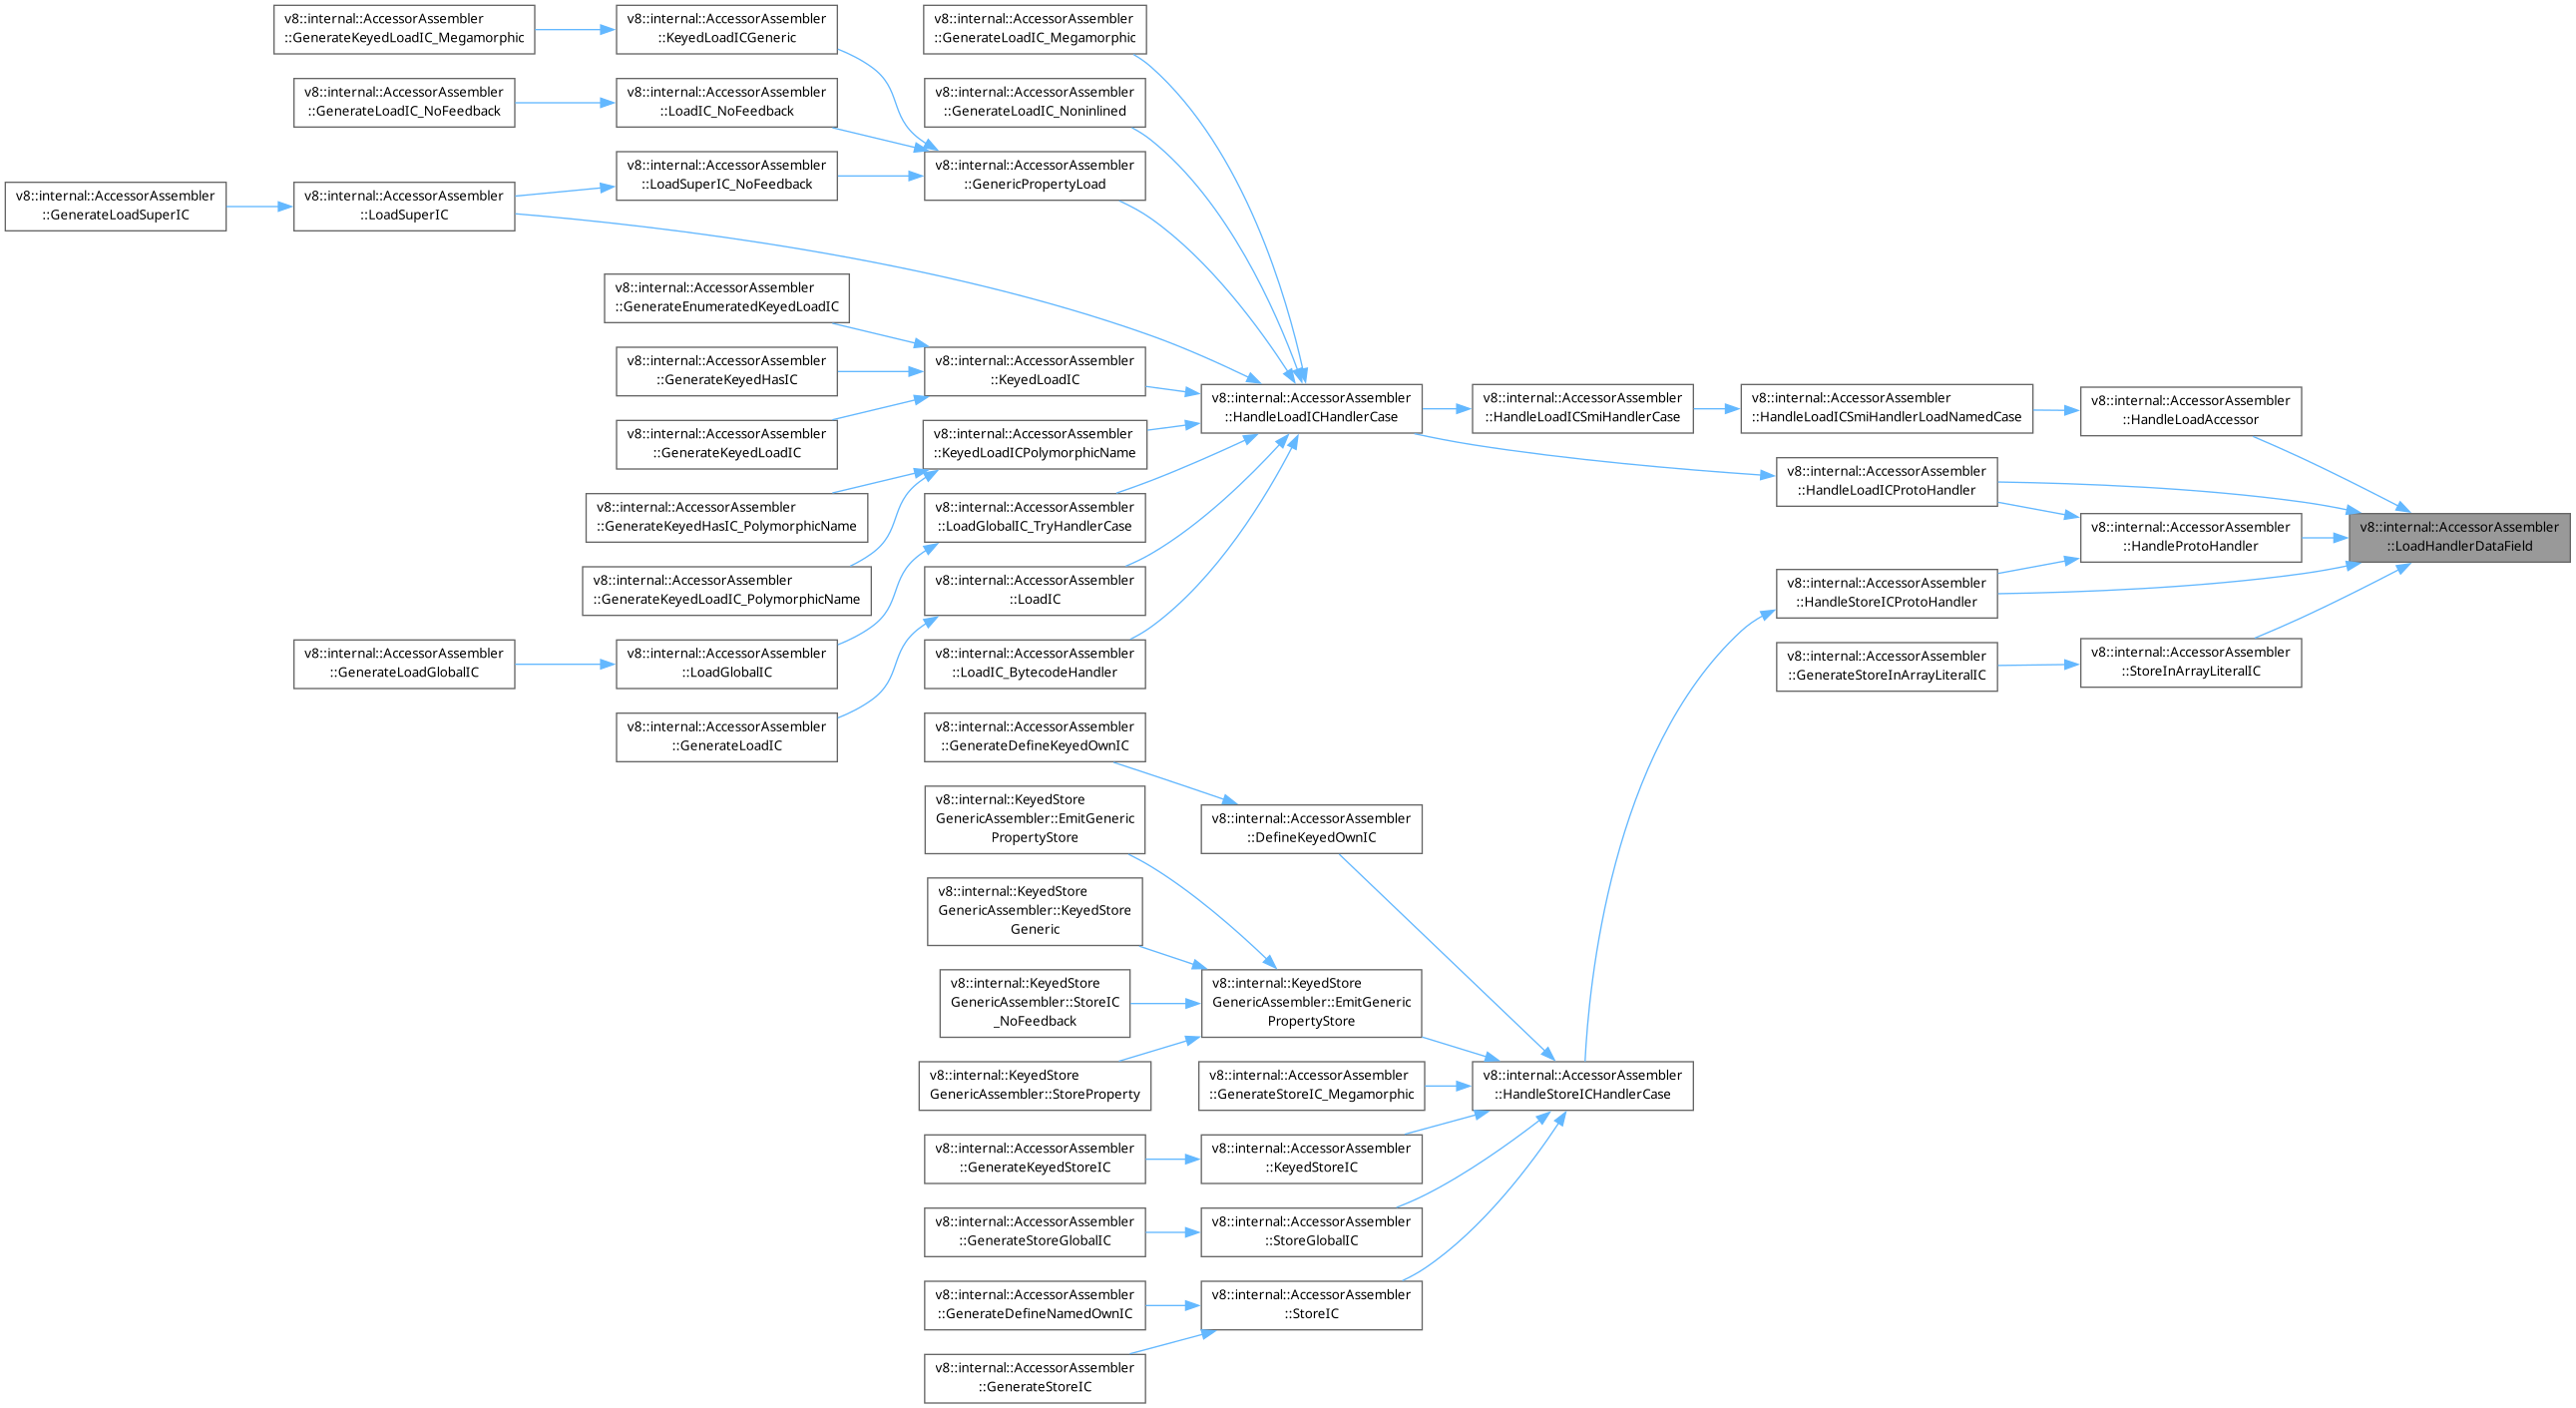 v8::internal::AccessorAssembler
::GenerateKeyedLoadIC_Megamorphic
v8::internal::AccessorAssembler
::KeyedLoadICGeneric
v8::internal::AccessorAssembler
::GenerateLoadIC_Megamorphic
v8::internal::AccessorAssembler
::GenerateLoadIC_NoFeedback
v8::internal::AccessorAssembler
::LoadIC_NoFeedback
v8::internal::AccessorAssembler
::GenerateLoadIC_Noninlined
v8::internal::AccessorAssembler
::LoadSuperIC_NoFeedback
v8::internal::AccessorAssembler
::GenericPropertyLoad
v8::internal::AccessorAssembler
::GenerateLoadSuperIC
v8::internal::AccessorAssembler
::LoadSuperIC
v8::internal::AccessorAssembler
::GenerateEnumeratedKeyedLoadIC
v8::internal::AccessorAssembler
::GenerateKeyedHasIC
v8::internal::AccessorAssembler
::KeyedLoadIC
v8::internal::AccessorAssembler
::HandleLoadICHandlerCase
v8::internal::AccessorAssembler
::HandleLoadICSmiHandlerCase
v8::internal::AccessorAssembler
::HandleLoadICSmiHandlerLoadNamedCase
v8::internal::AccessorAssembler
::HandleLoadAccessor
v8::internal::AccessorAssembler
::GenerateKeyedLoadIC
v8::internal::AccessorAssembler
::KeyedLoadICPolymorphicName
v8::internal::AccessorAssembler
::HandleLoadICProtoHandler
v8::internal::AccessorAssembler
::GenerateKeyedHasIC_PolymorphicName
v8::internal::AccessorAssembler
::LoadGlobalIC_TryHandlerCase
v8::internal::AccessorAssembler
::HandleProtoHandler
v8::internal::AccessorAssembler
::LoadHandlerDataField
v8::internal::AccessorAssembler
::GenerateKeyedLoadIC_PolymorphicName
v8::internal::AccessorAssembler
::LoadIC
v8::internal::AccessorAssembler
::HandleStoreICProtoHandler
v8::internal::AccessorAssembler
::GenerateLoadGlobalIC
v8::internal::AccessorAssembler
::LoadGlobalIC
v8::internal::AccessorAssembler
::LoadIC_BytecodeHandler
v8::internal::AccessorAssembler
::GenerateStoreInArrayLiteralIC
v8::internal::AccessorAssembler
::StoreInArrayLiteralIC
v8::internal::AccessorAssembler
::GenerateLoadIC
v8::internal::AccessorAssembler
::GenerateDefineKeyedOwnIC
v8::internal::KeyedStore
GenericAssembler::EmitGeneric
PropertyStore
v8::internal::AccessorAssembler
::DefineKeyedOwnIC
v8::internal::KeyedStore
GenericAssembler::KeyedStore
Generic
v8::internal::KeyedStore
GenericAssembler::StoreIC
_NoFeedback
v8::internal::KeyedStore
GenericAssembler::EmitGeneric
PropertyStore
v8::internal::KeyedStore
GenericAssembler::StoreProperty
v8::internal::AccessorAssembler
::GenerateStoreIC_Megamorphic
v8::internal::AccessorAssembler
::HandleStoreICHandlerCase
v8::internal::AccessorAssembler
::GenerateKeyedStoreIC
v8::internal::AccessorAssembler
::KeyedStoreIC
v8::internal::AccessorAssembler
::GenerateStoreGlobalIC
v8::internal::AccessorAssembler
::StoreGlobalIC
v8::internal::AccessorAssembler
::GenerateDefineNamedOwnIC
v8::internal::AccessorAssembler
::StoreIC
v8::internal::AccessorAssembler
::GenerateStoreIC